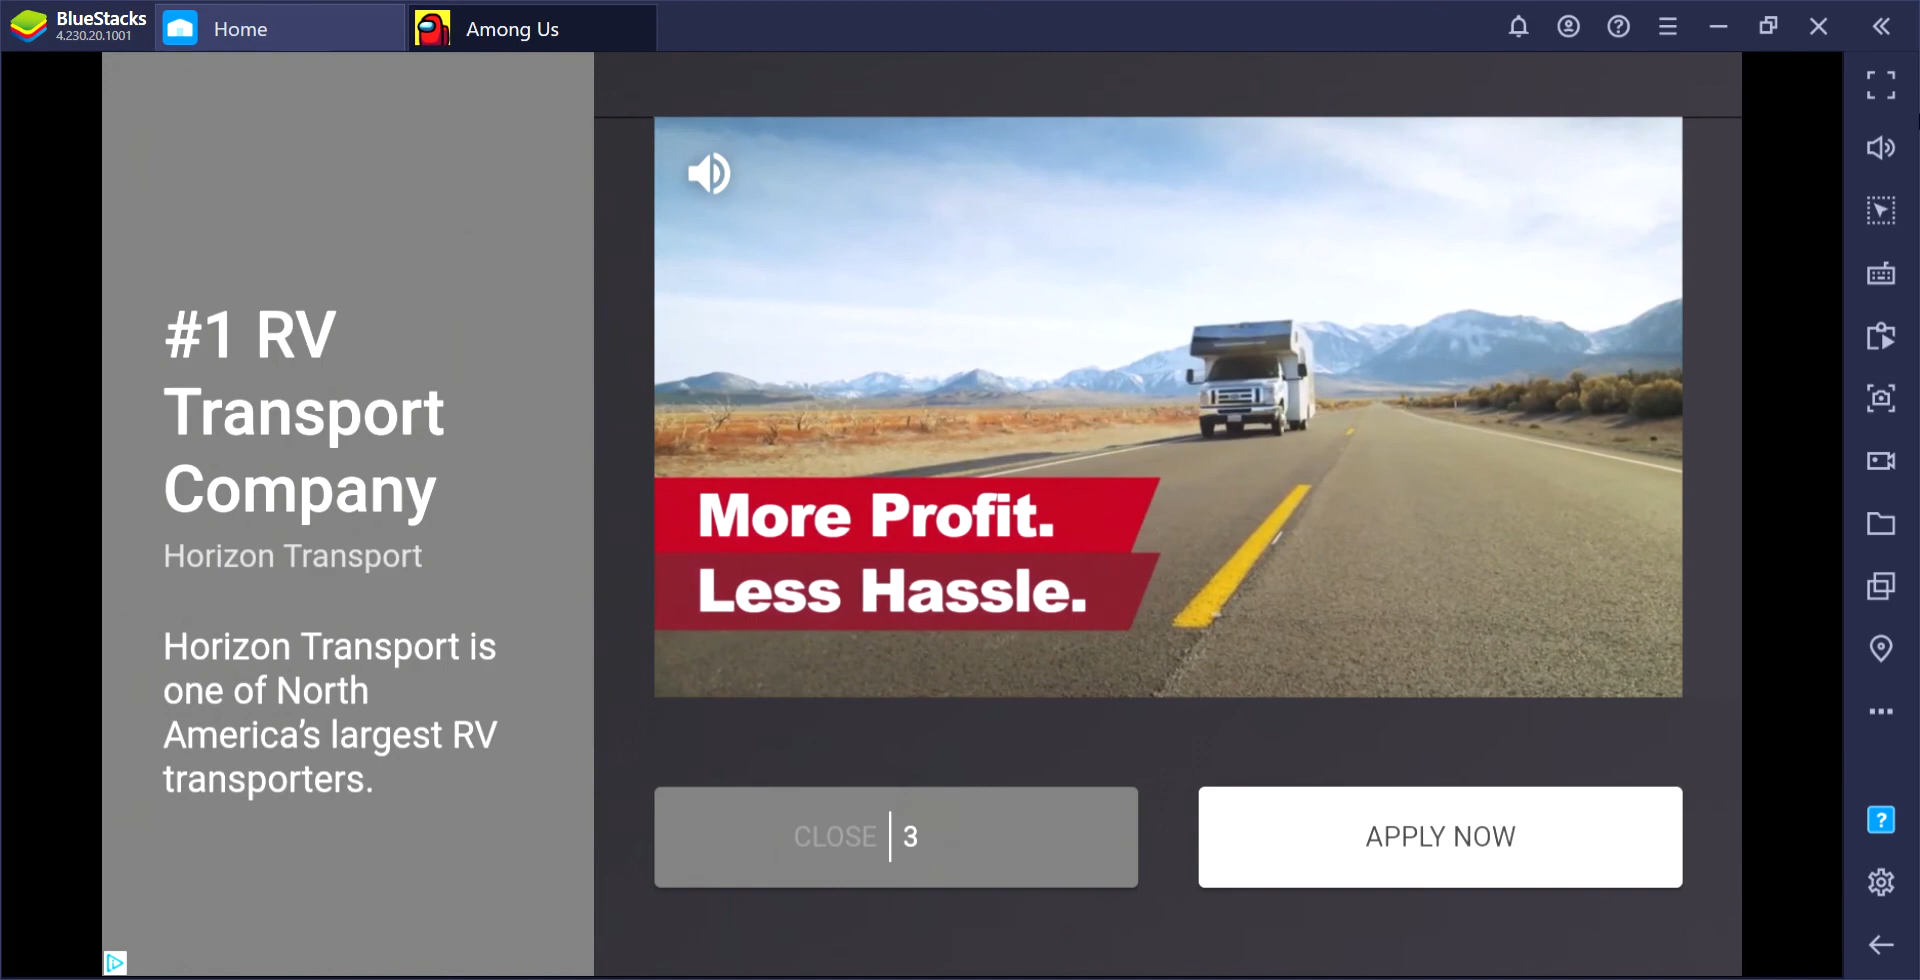 BlueStacks
4.230.20.1001
Home
Among Us
#1 RV
Transport
Company
Horizon Transport
Horizon Transport is
one of North
America’s largest RV
transporters.
More Profit.
Less Hassle.
CLOSE 3
APPLY NOW